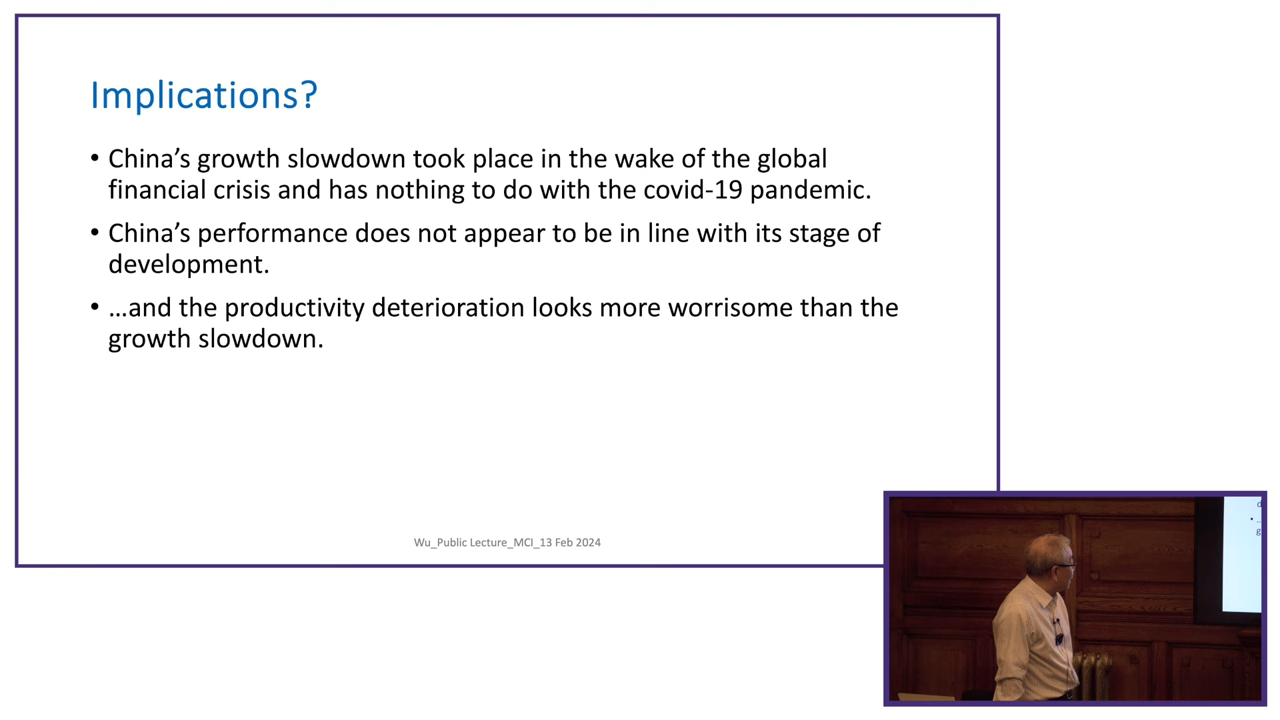 Implications?
• China’s growth slowdown took place in the wake of the global
financial crisis and has nothing to do with the covid-19 pandemic.
• China’s performance does not appear to be in line with its stage of
development.
• …and the productivity deterioration looks more worrisome than the
growth slowdown.
Wu_Public Lecture_MCI_13 Feb 2024